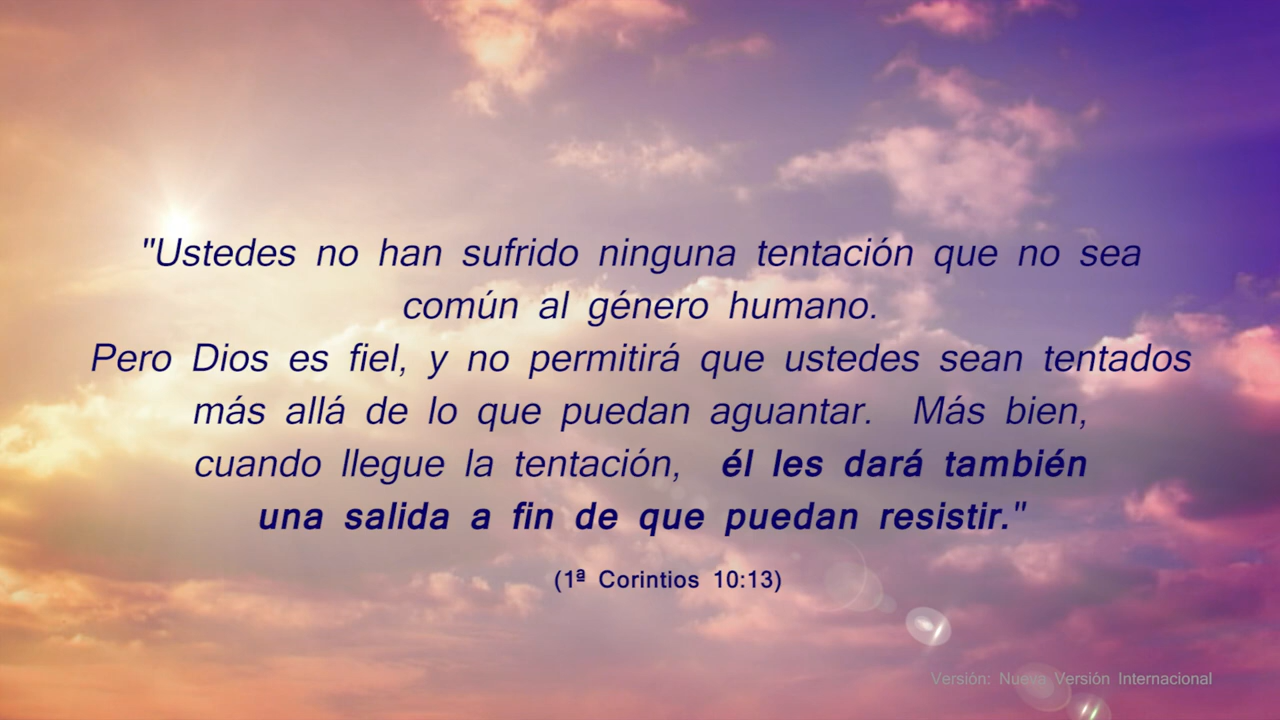 "Ustedes no han sufrido ninguna tentación que no sea
común al género humano.
Pero Dios es fiel, y no permitirá que ustedes sean tentados
más allá de lo que puedan aguantar. Más bien,
cuando llegue la tentación, él les dará también
una salida a fin de que puedan resistir."
(1ª Corintios 10:13)
Versión: Nueva Versión Internacional